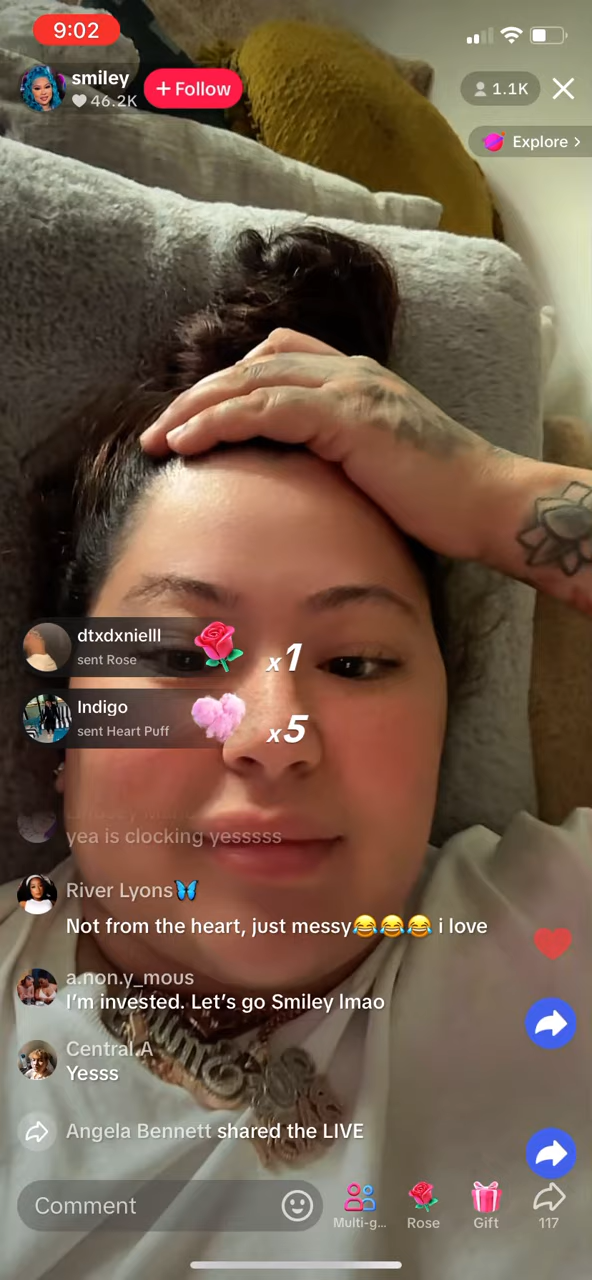 9:02
smiley
46.2K
+ Follow
1.1K
Explore >
dtxdxnielll
sent Rose
x1
Indigo
sent Heart Puff
x5
yea is clocking yesssss
River Lyons🦋
Not from the heart, just messy😂😂😂 i love
a.non.y_mous
I'm invested. Let's go Smiley lmao
Central.A
Yesss
Angela Bennett shared the LIVE
Comment
Multi-g...
Rose
Gift
117